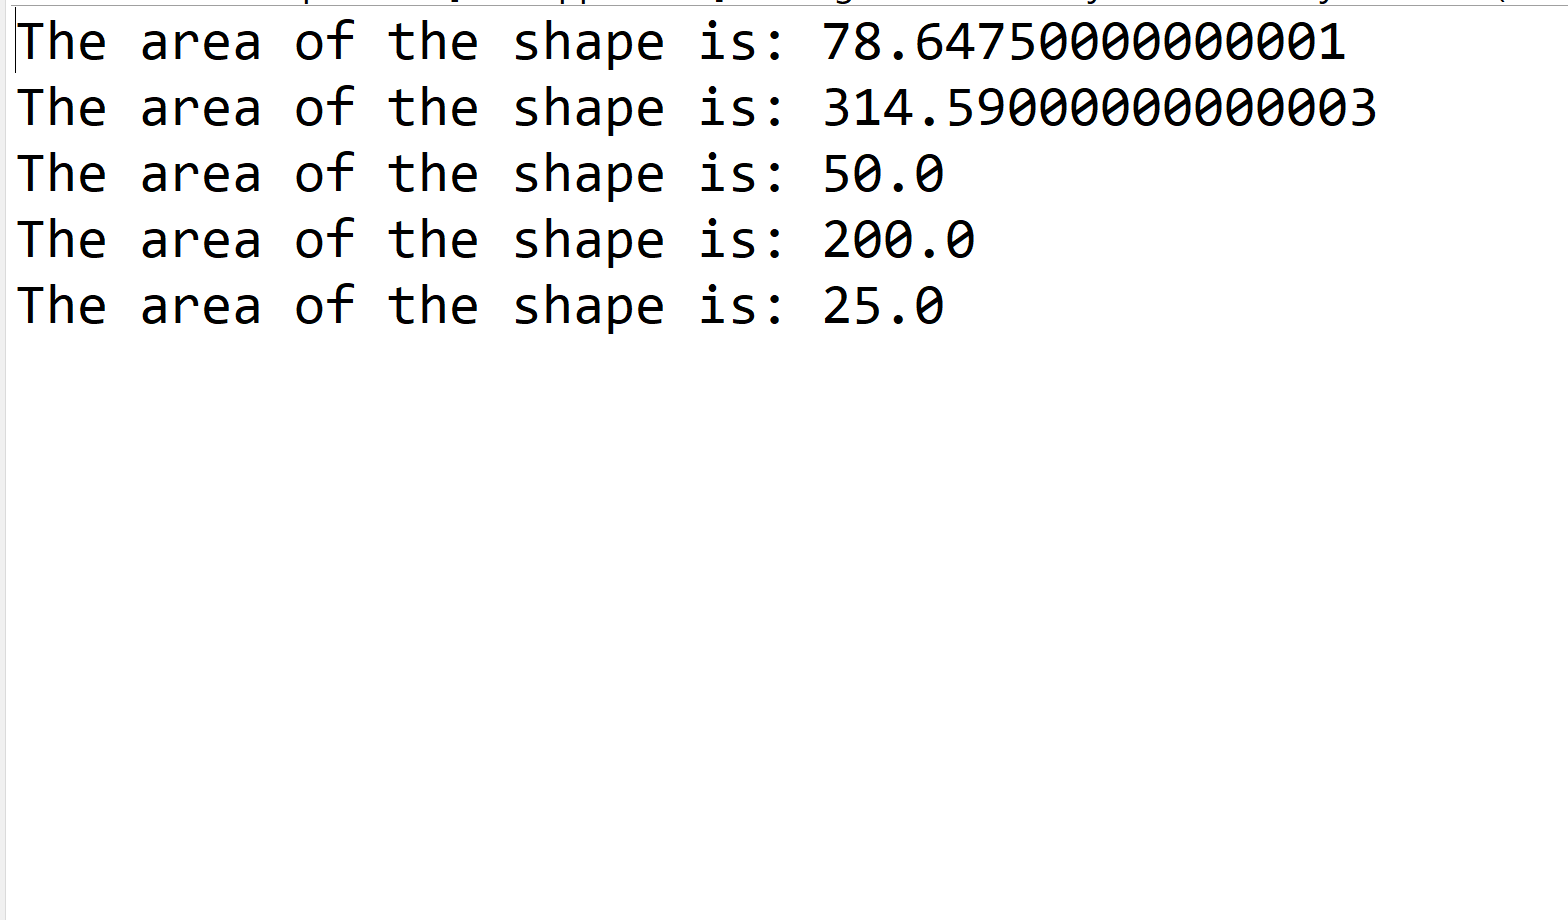 The area of the shape is: 78.64750000000001
The area of the shape is: 314.59000000000003
The area of the shape is: 50.0
The area of the shape is: 200.0
The area of the shape is: 25.0